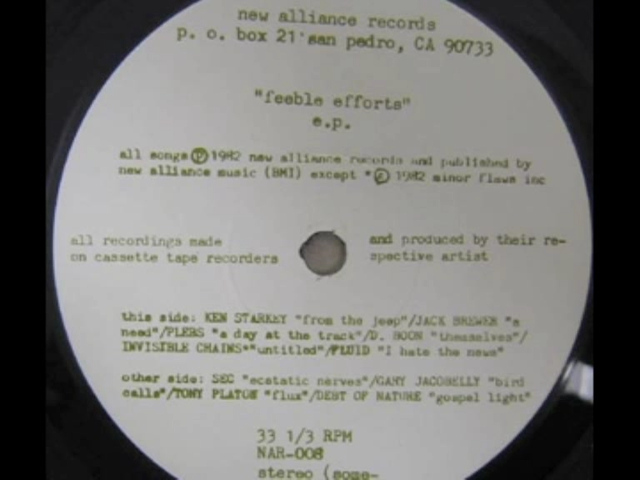 new alliance records
p. o. box 21 san pedro, CA 90733
"feeble efforts"
e.p.
all songs Ⓟ 1982 new alliance records and published by
new alliance music (BMI) except *Ⓟ 1982 minor flaws inc
all recordings made
on cassette tape recorders
and produced by their re-
spective artist
this side: KEN STARKEY "from the jeep"/JACK BREWER "a
need"/PLEBS "a day at the track"/D. BOON "themselves"/
INVISIBLE CHAINS*"untitled"/FLUID "I hate the news"
other side: SEC "ecstatic nerves"/GARY JACOBELLY "bird
calls"/TONY PLATON "flux"/DEBT OF NATURE "gospel light"
33 1/3 RPM
NAR-008
stereo (some-